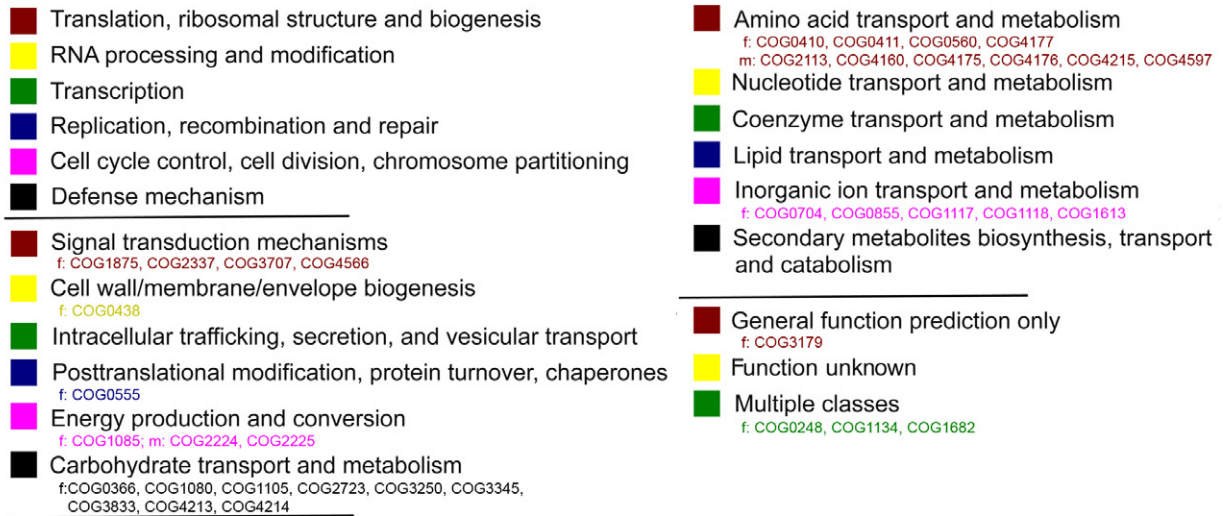 Translation, ribosomal structure and biogenesis
RNA processing and modification
Transcription
Replication, recombination and repair
Cell cycle control, cell division, chromosome partitioning
Defense mechanism
Signal transduction mechanisms
f: COG1875, COG2337, COG3707, COG4566
Cell wall/membrane/envelope biogenesis
f: COG0438
Intracellular trafficking, secretion, and vesicular transport
Posttranslational modification, protein turnover, chaperones
f: COG0555
Energy production and conversion
f: COG1085; m: COG2224, COG2225
Carbohydrate transport and metabolism
f:COG0366, COG1080, COG1105, COG2723, COG3250, COG3345,
COG3833, COG4213, COG4214
Amino acid transport and metabolism
f: COG0410, COG0411, COG0560, COG4177
m: COG2113, COG4160, COG4175, COG4176, COG4215, COG4597
Nucleotide transport and metabolism
Coenzyme transport and metabolism
Lipid transport and metabolism
Inorganic ion transport and metabolism
f: COG0704, COG0855, COG1117, COG1118, COG1613
Secondary metabolites biosynthesis, transport
and catabolism
General function prediction only
f: COG3179
Function unknown
Multiple classes
f: COG0248, COG1134, COG1682